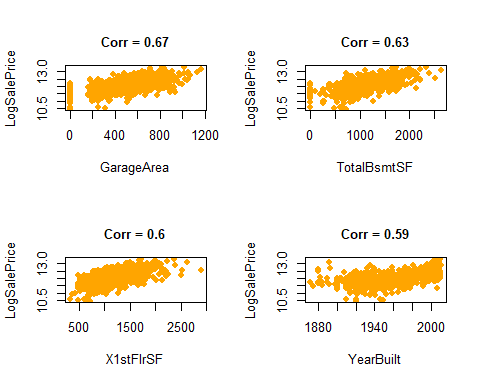 Corr = 0.67
LogSalePrice
10.5 13.0
0 400 800 1200
GarageArea
Corr = 0.63
LogSalePrice
10.5 13.0
0 1000 2000
TotalBsmtSF
Corr = 0.6
LogSalePrice
10.5 13.0
500 1500 2500
X1stFlrSF
Corr = 0.59
LogSalePrice
10.5 13.0
1880 1940 2000
YearBuilt